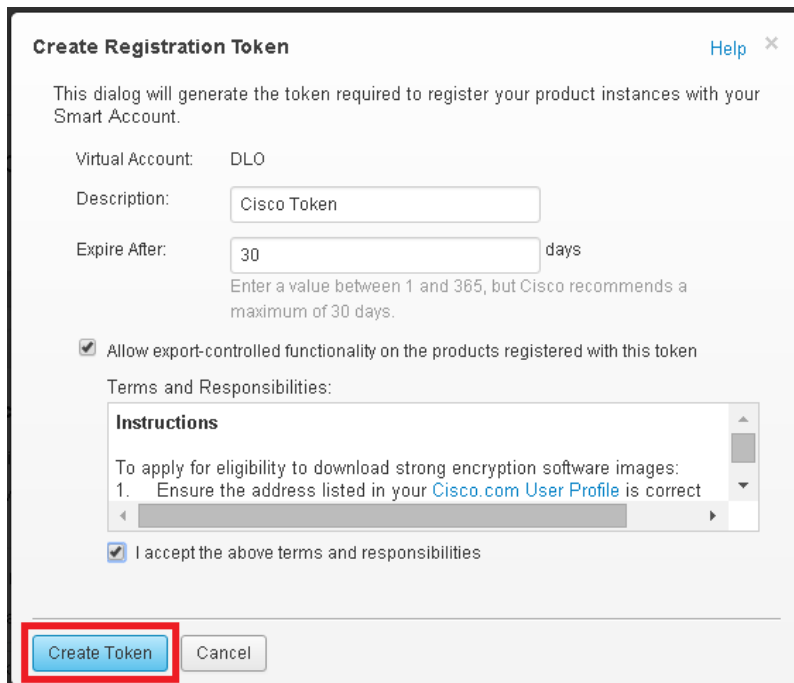 Create Registration Token
Help ×
This dialog will generate the token required to register your product instances with your
Smart Account.
Virtual Account: DLO
Description: Cisco Token
Expire After: 30 days
Enter a value between 1 and 365, but Cisco recommends a
maximum of 30 days.
Allow export-controlled functionality on the products registered with this token
Terms and Responsibilities:
Instructions
To apply for eligibility to download strong encryption software images:
1. Ensure the address listed in your Cisco.com User Profile is correct
I accept the above terms and responsibilities
Create Token Cancel